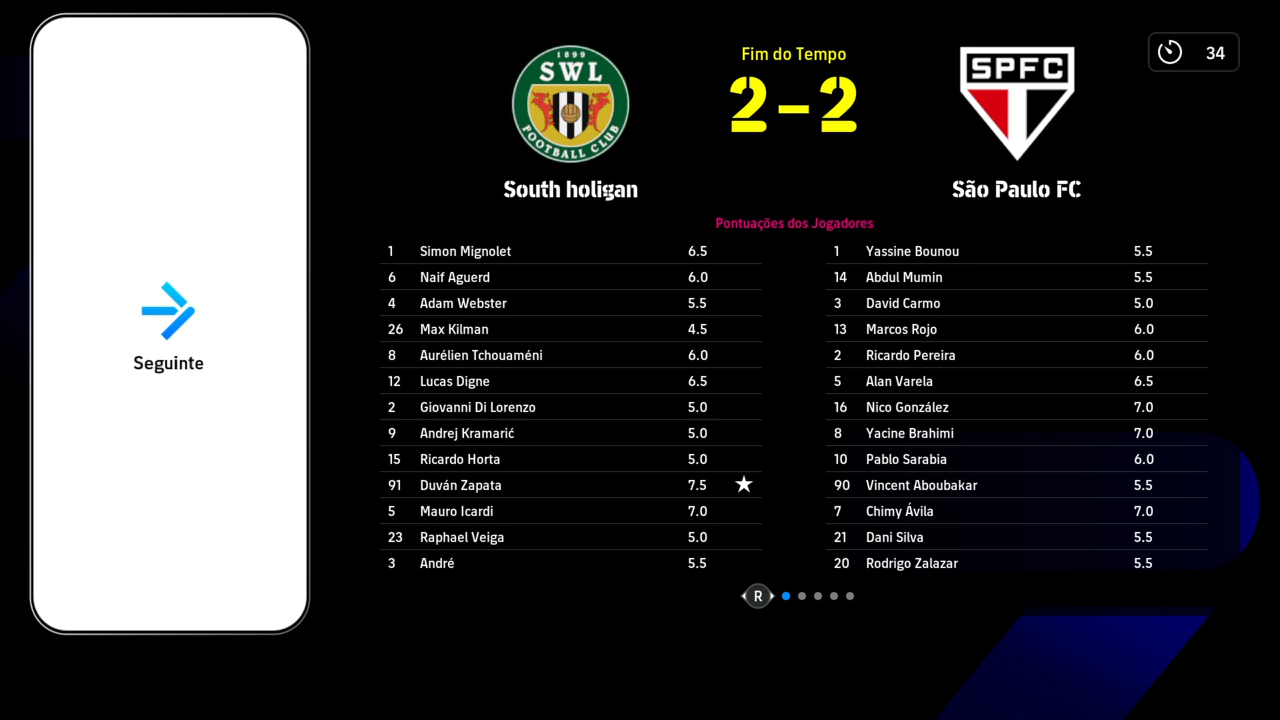 1899
SWL
FOOTBALL CLUB
Fim do Tempo
2-2
SPFC
34
South holigan
São Paulo FC
Pontuações dos Jogadores
1 Simon Mignolet 6.5
6 Naif Aguerd 6.0
4 Adam Webster 5.5
26 Max Kilman 4.5
8 Aurélien Tchouaméni 6.0
12 Lucas Digne 6.5
2 Giovanni Di Lorenzo 5.0
9 Andrej Kramarić 5.0
15 Ricardo Horta 5.0
91 Duván Zapata 7.5 ★
5 Mauro Icardi 7.0
23 Raphael Veiga 5.0
3 André 5.5
1 Yassine Bounou 5.5
14 Abdul Mumin 5.5
3 David Carmo 5.0
13 Marcos Rojo 6.0
2 Ricardo Pereira 6.0
5 Alan Varela 6.5
16 Nico González 7.0
8 Yacine Brahimi 7.0
10 Pablo Sarabia 6.0
90 Vincent Aboubakar 5.5
7 Chimy Ávila 7.0
21 Dani Silva 5.5
20 Rodrigo Zalazar 5.5
R
Seguinte